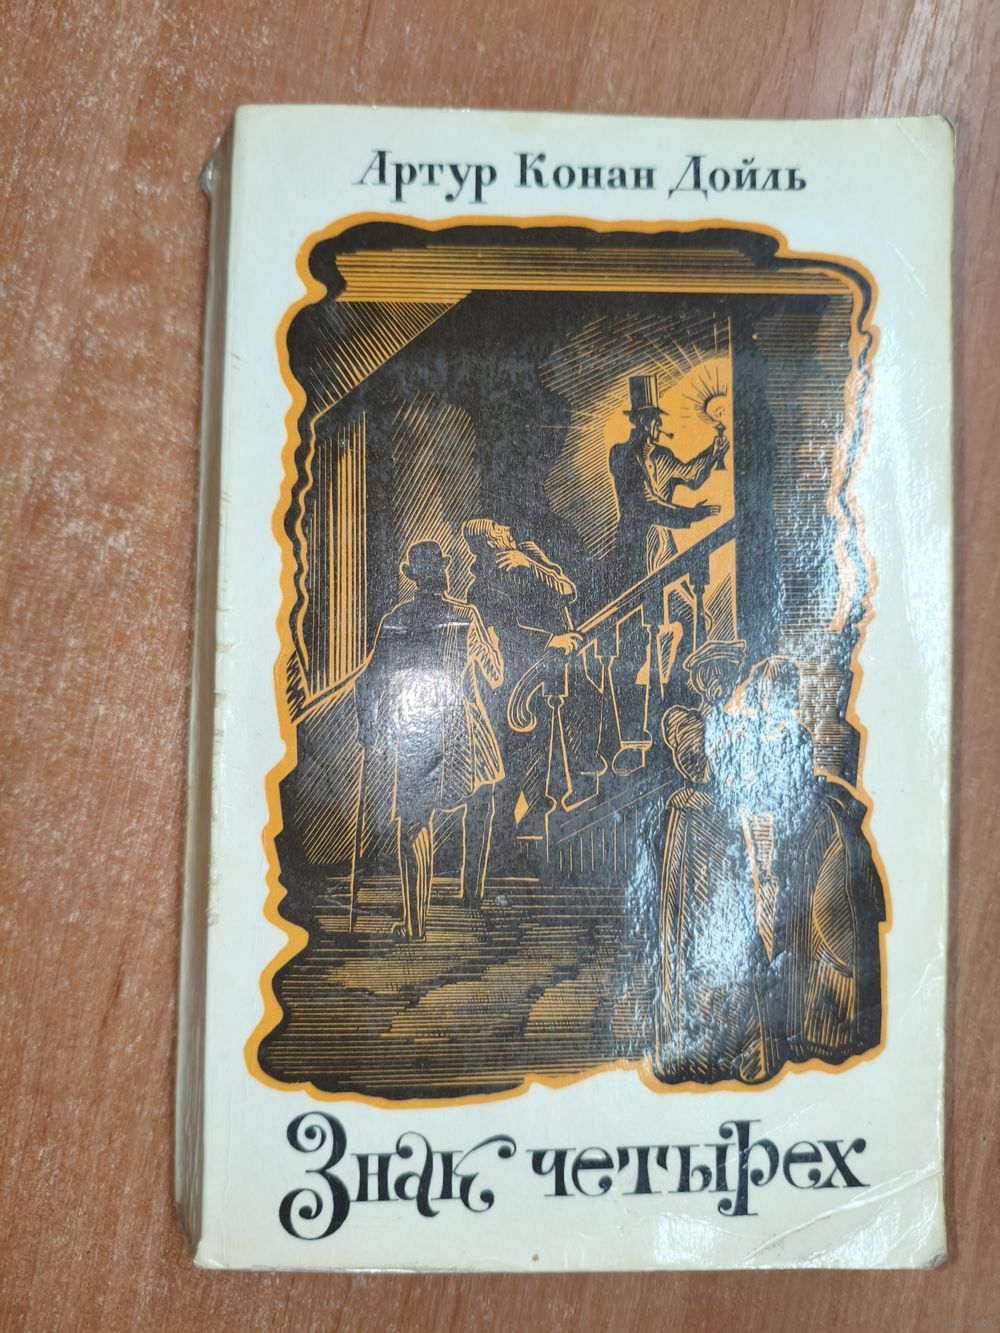 Артур Конан Дойль
Знак четырех